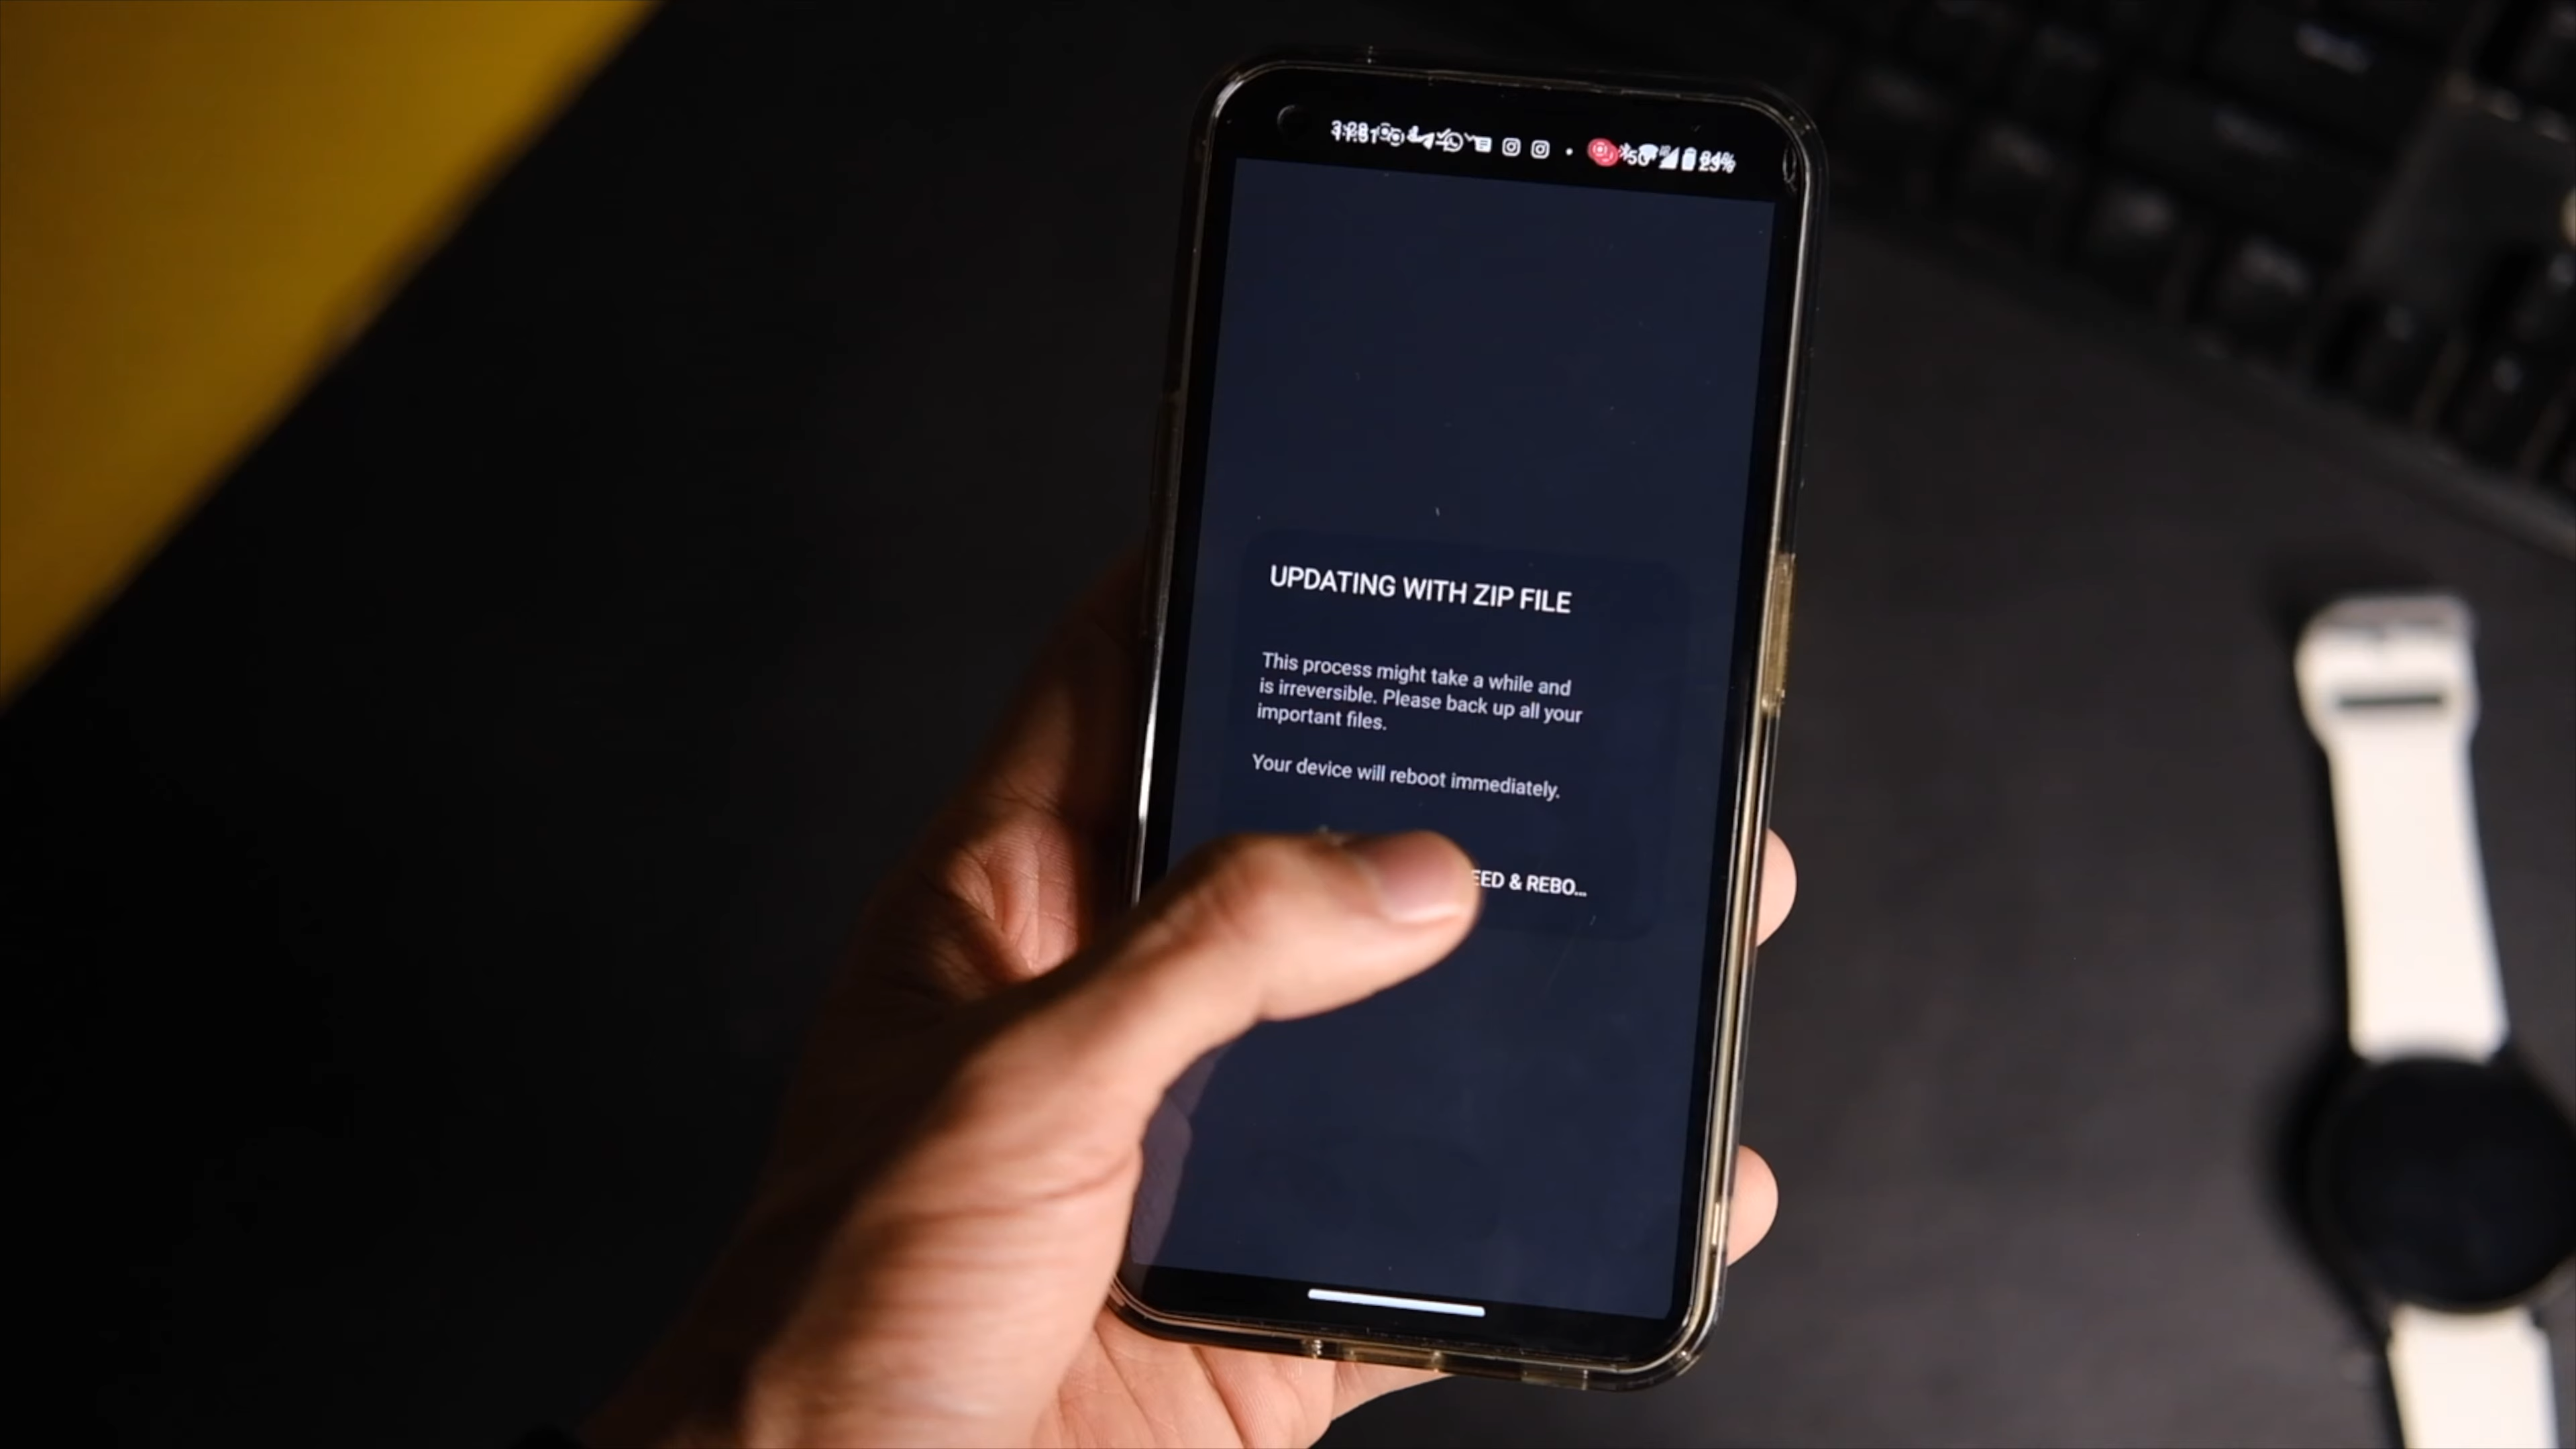 UPDATING WITH ZIP FILE
This process might take a while and
is irreversible. Please back up all your
important files.
Your device will reboot immediately.
EED & REBO...